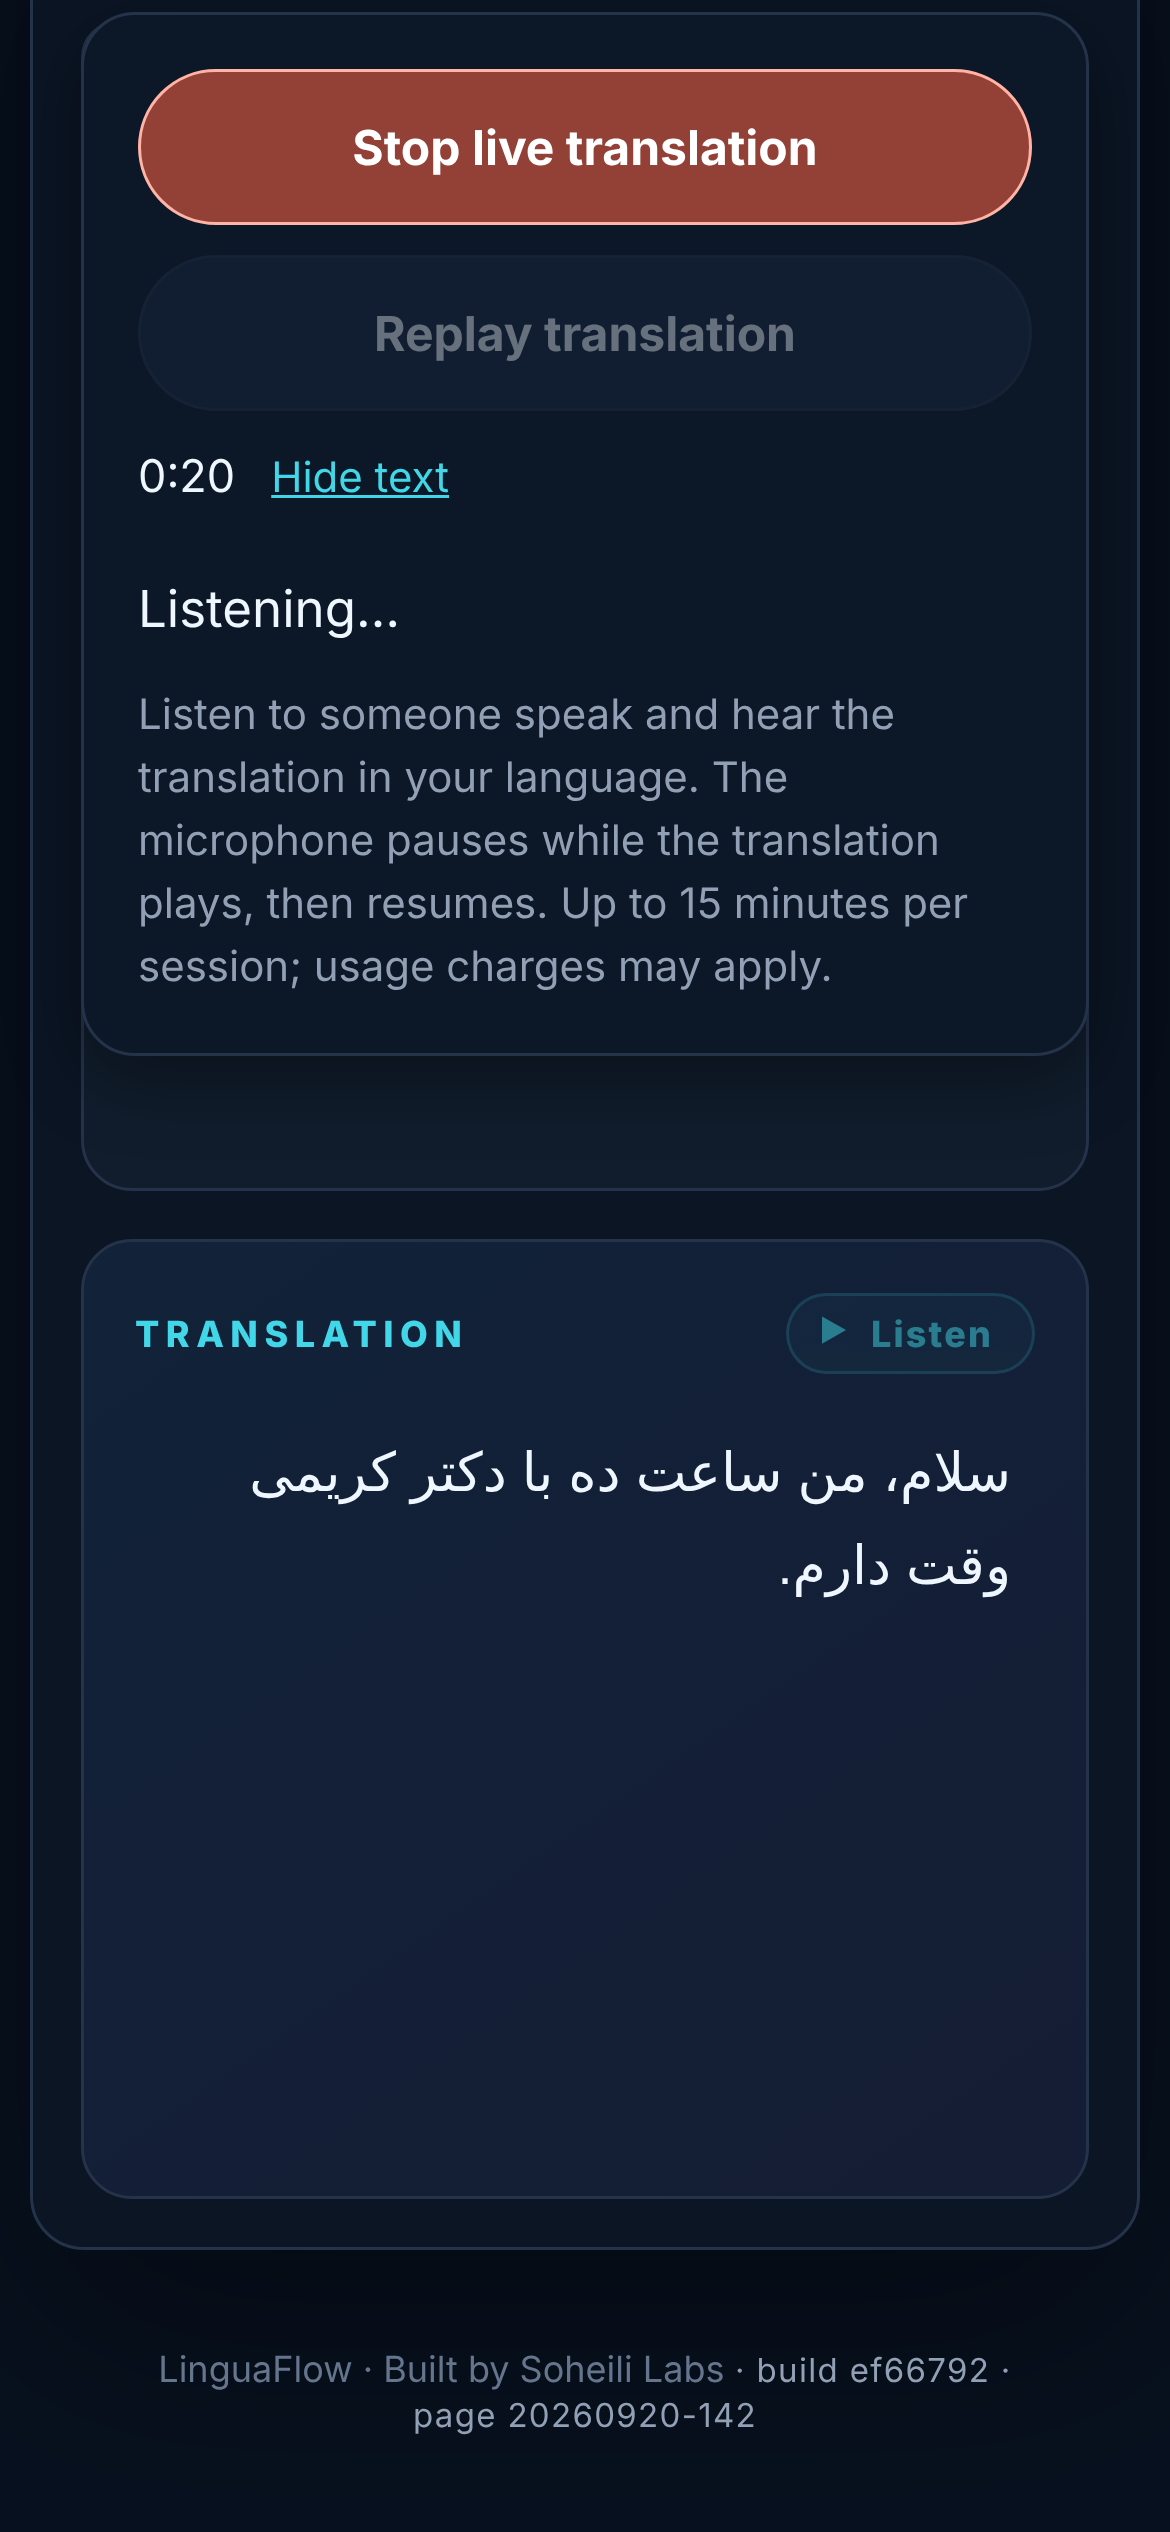 Stop live translation
Replay translation
0:20 Hide text
Listening...
Listen to someone speak and hear the
translation in your language. The
microphone pauses while the translation
plays, then resumes. Up to 15 minutes per
session; usage charges may apply.
TRANSLATION
▶ Listen
سلام، من ساعت ده با دکتر کریمی
وقت دارم.
LinguaFlow · Built by Soheili Labs · build ef66792 ·
page 20260920-142